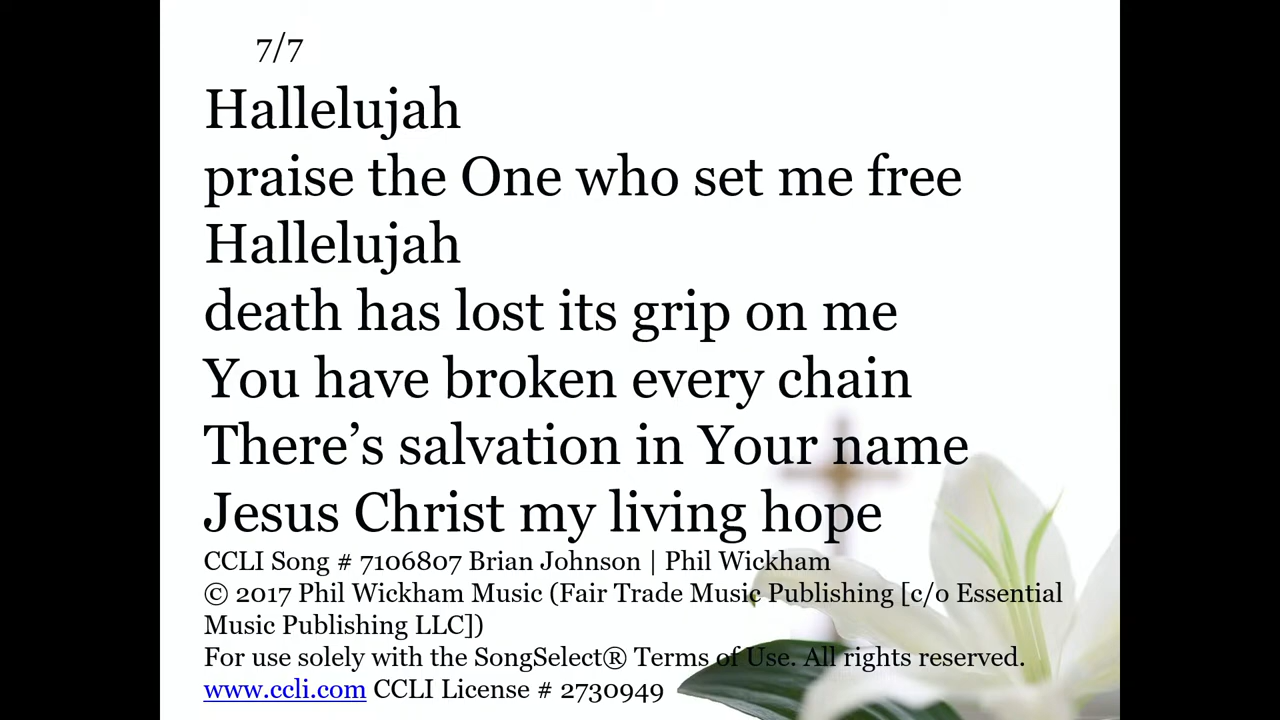 7/7
Hallelujah
praise the One who set me free
Hallelujah
death has lost its grip on me
You have broken every chain
There’s salvation in Your name
Jesus Christ my living hope
CCLI Song # 7106807 Brian Johnson | Phil Wickham
© 2017 Phil Wickham Music (Fair Trade Music Publishing [c/o Essential
Music Publishing LLC])
For use solely with the SongSelect® Terms of Use. All rights reserved.
www.ccli.com CCLI License # 2730949